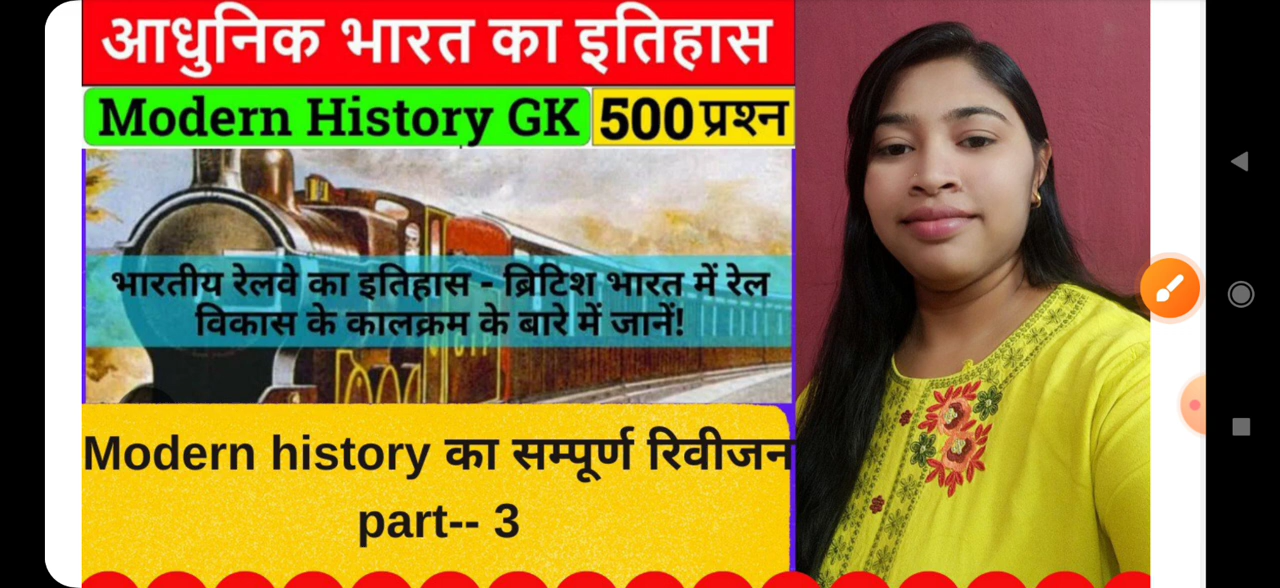 आधुनिक भारत का इतिहास
Modern History GK 500 प्रश्न
भारतीय रेलवे का इतिहास - ब्रिटिश भारत में रेल
विकास के कालक्रम के बारे में जानें!
Modern history का सम्पूर्ण रिवीजन
part-- 3